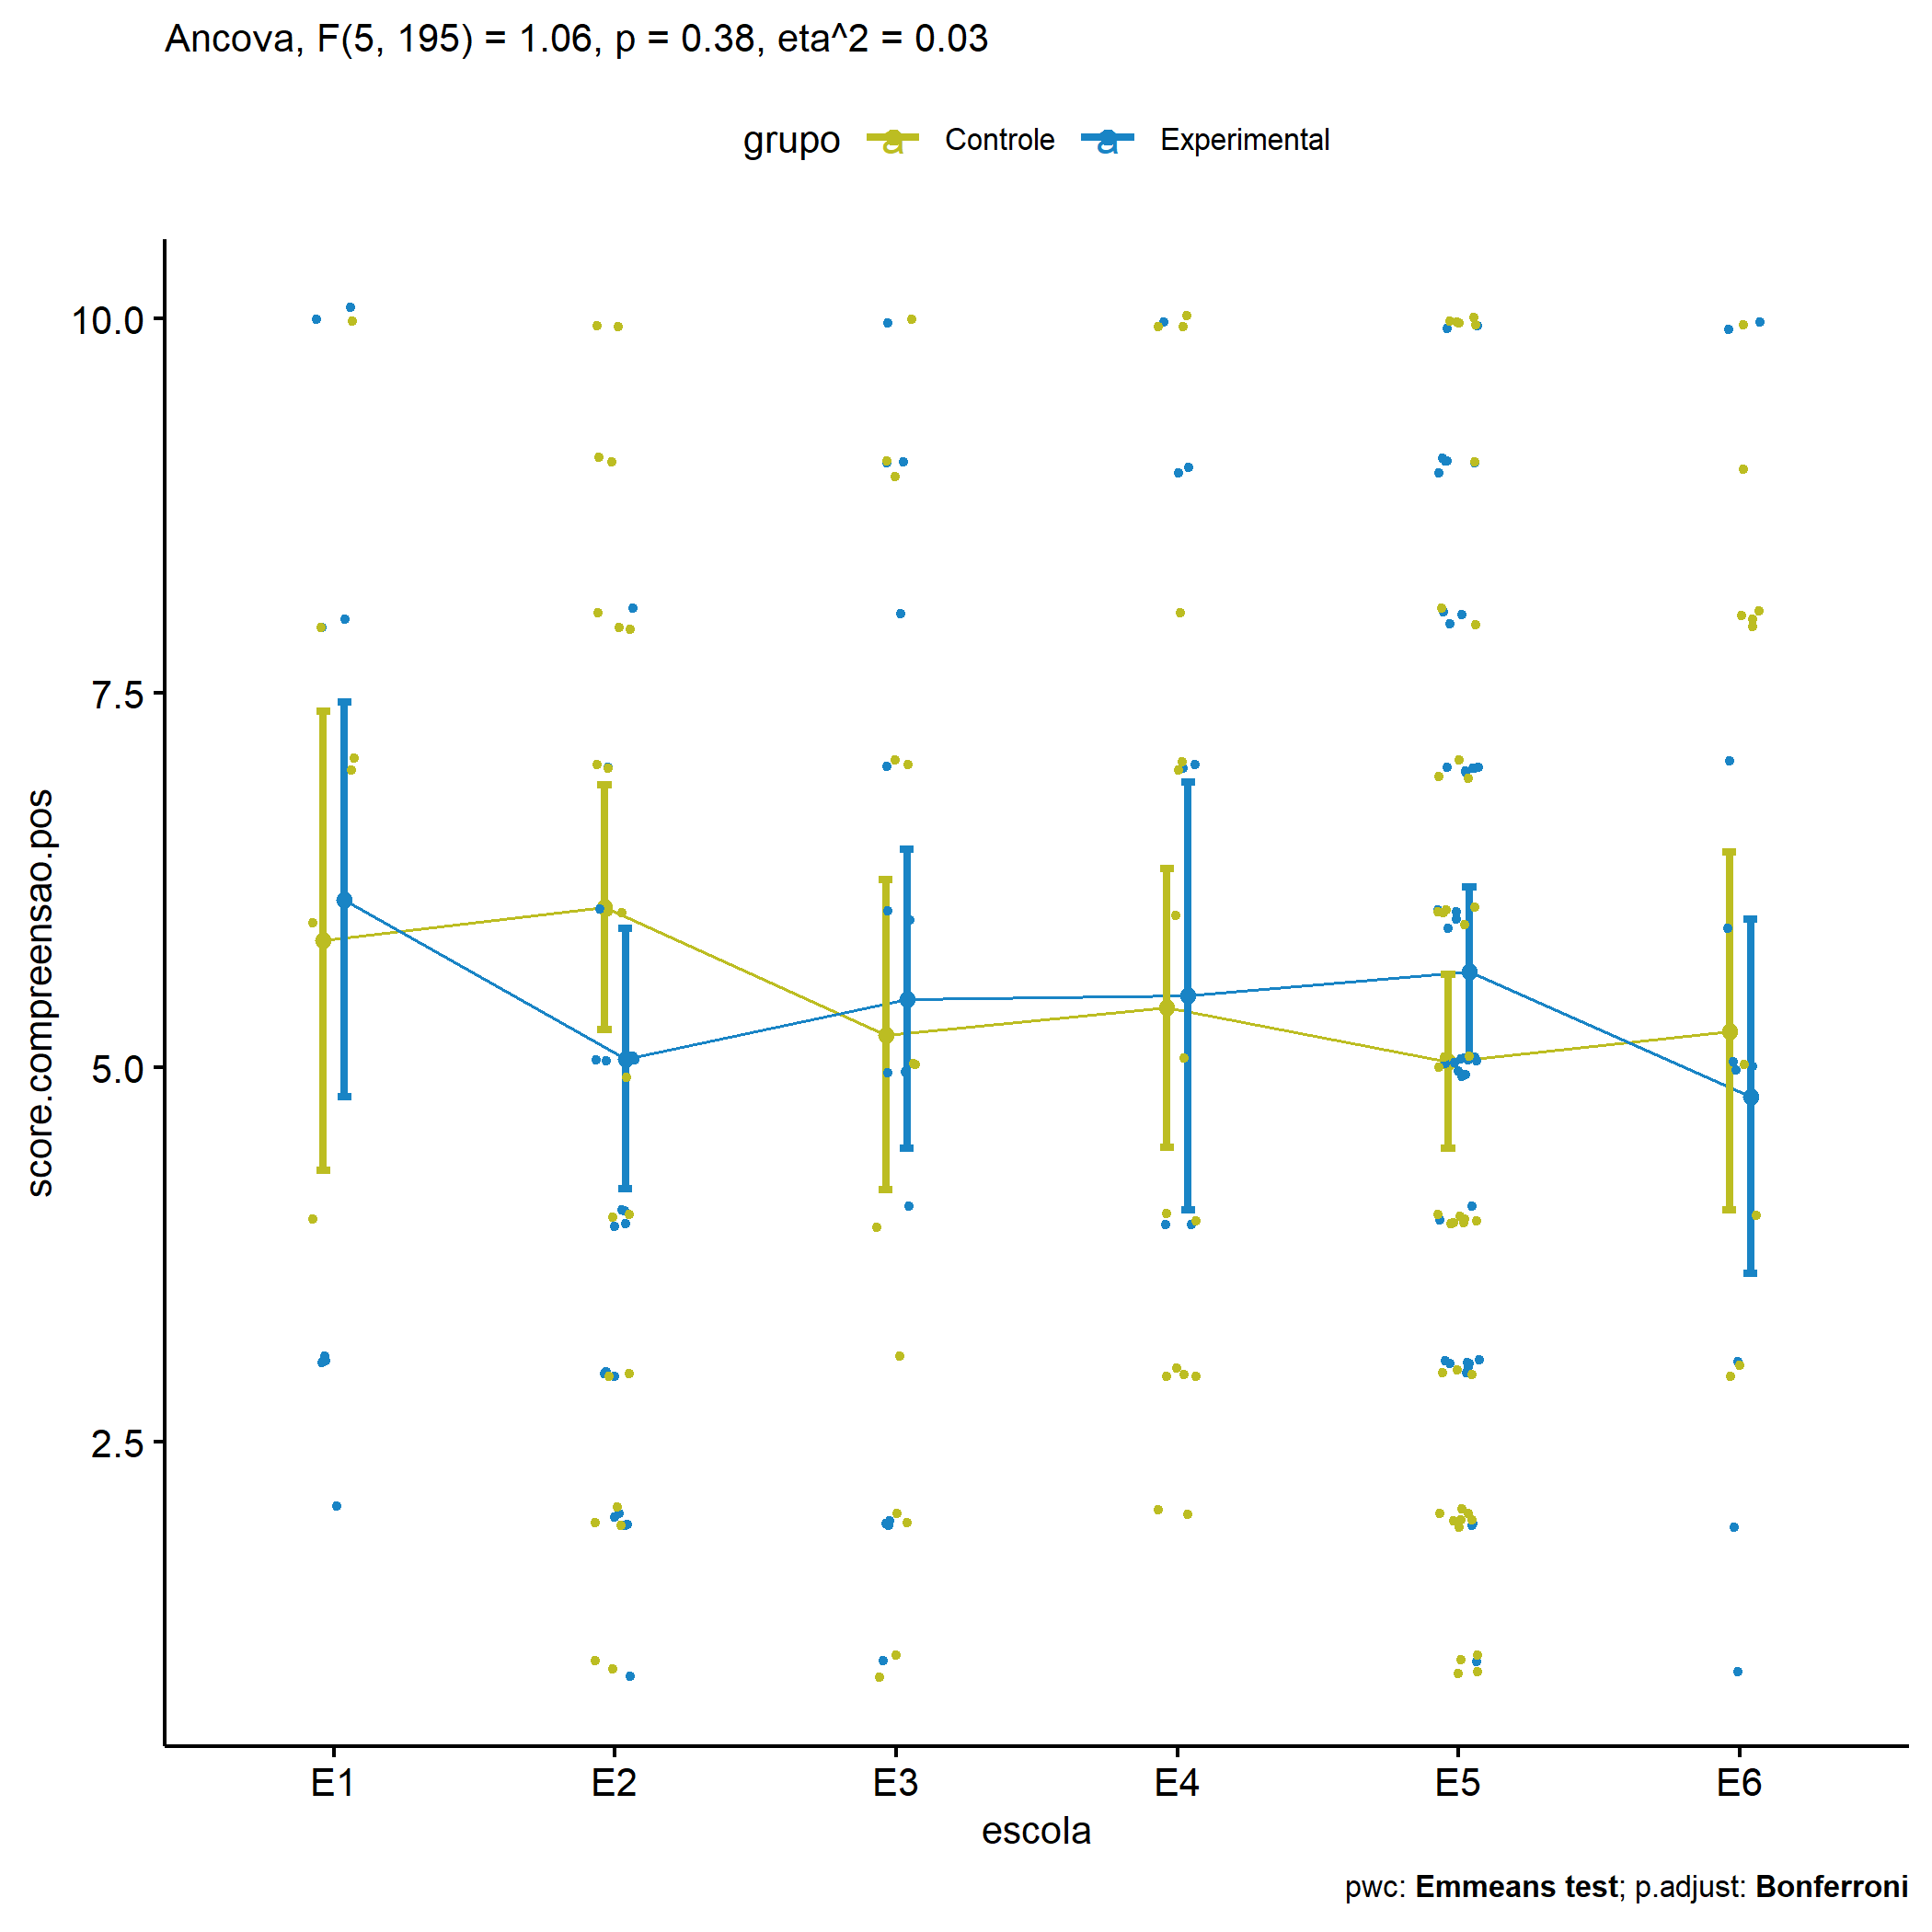 Ancova, F(5, 195) = 1.06, p = 0.38, eta^2 = 0.03
grupo a Controle a Experimental
10.0
7.5
5.0
2.5
score.compreensao.pos
E1 E2 E3 E4 E5 E6
escola
pwc: Emmeans test; p.adjust: Bonferroni